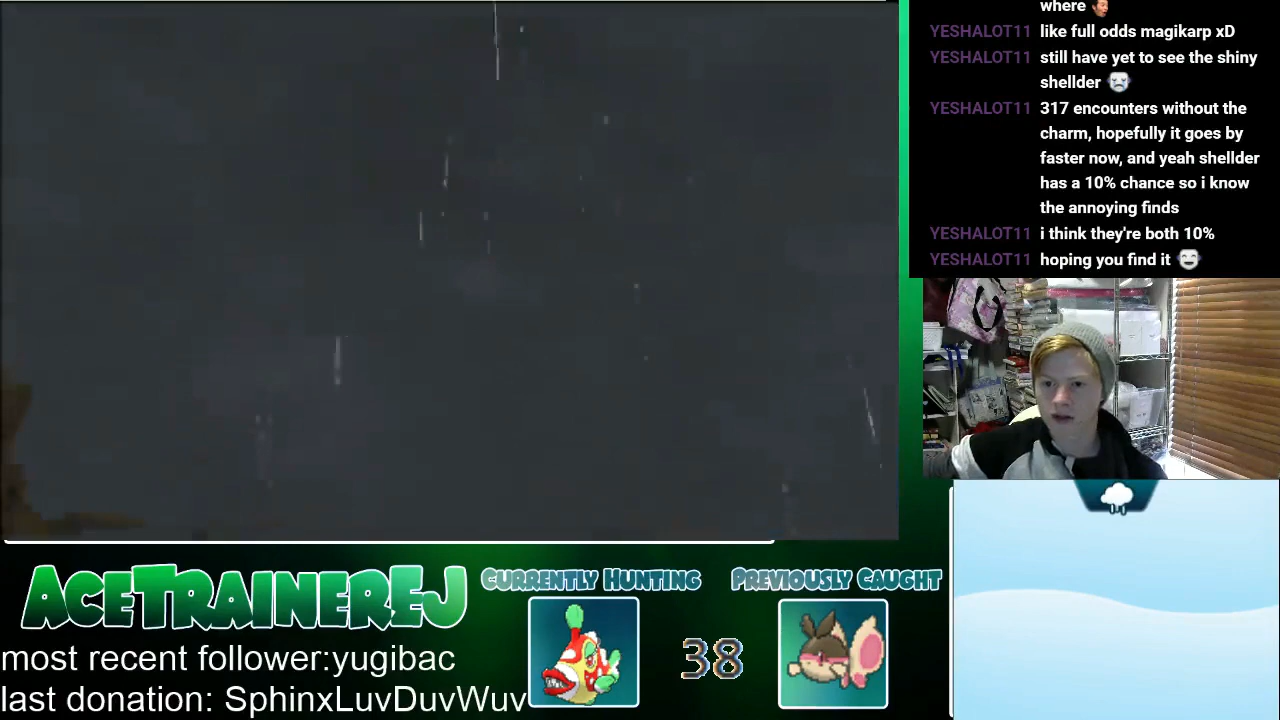 where
YESHALOT11 like full odds magikarp xD
YESHALOT11 still have yet to see the shiny
shellder
YESHALOT11 317 encounters without the
charm, hopefully it goes by
faster now, and yeah shellder
has a 10% chance so i know
the annoying finds
YESHALOT11 i think they're both 10%
YESHALOT11 hoping you find it
ACETRAINEREJ
CURRENTLY HUNTING
PREVIOUSLY CAUGHT
38
most recent follower:yugibac
last donation: SphinxLuvDuvWuv